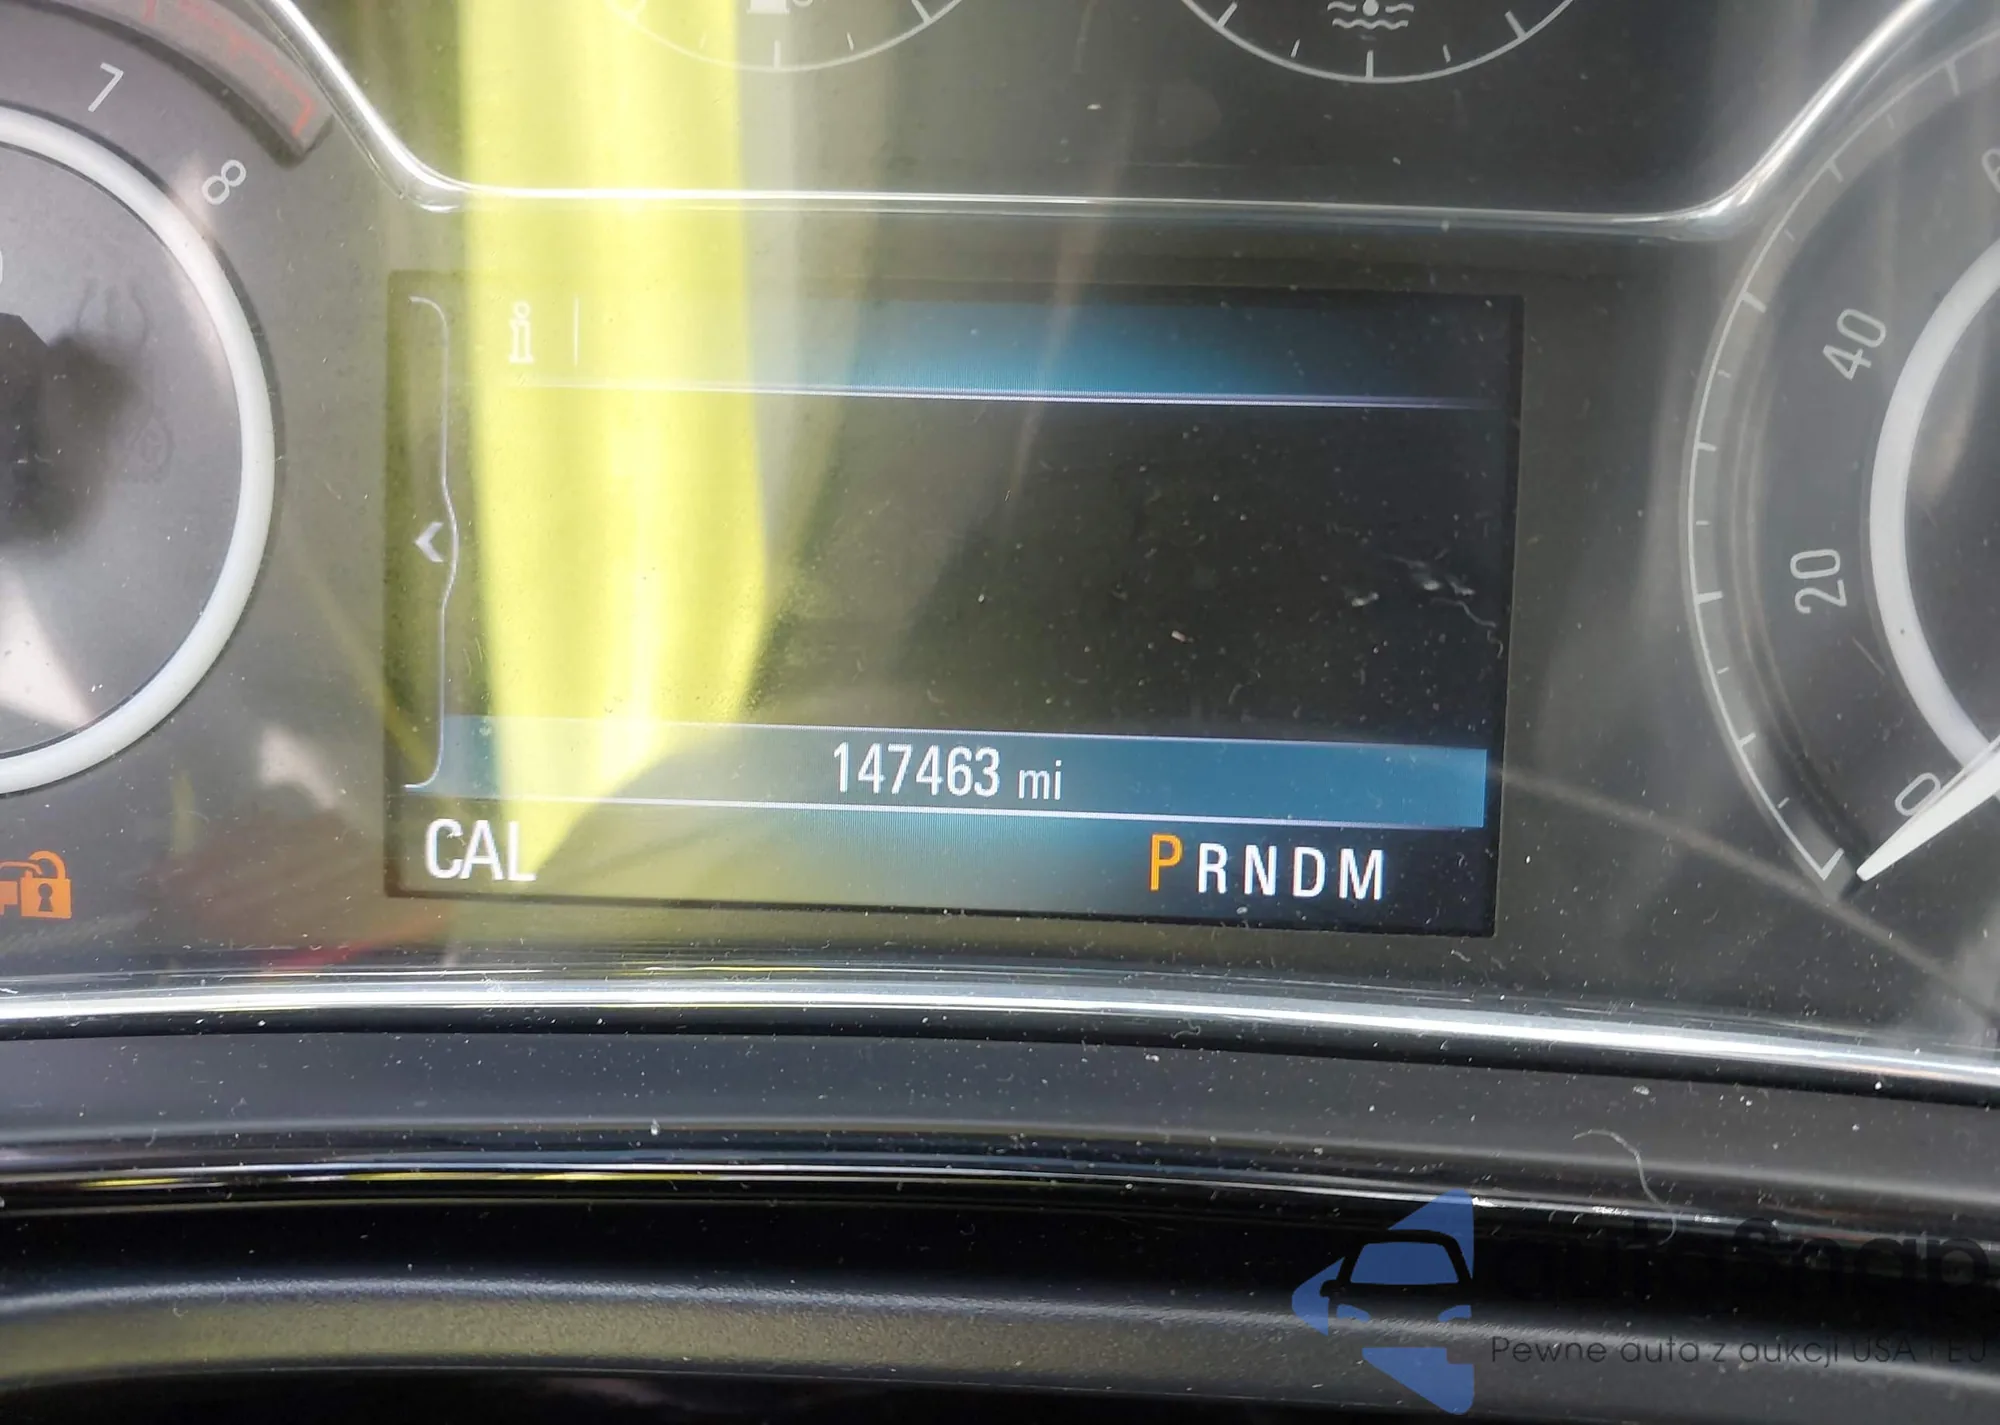 7
8
40
20
0
147463 mi
CAL
PRNDM
Pewne auta z aukcji USA i EU